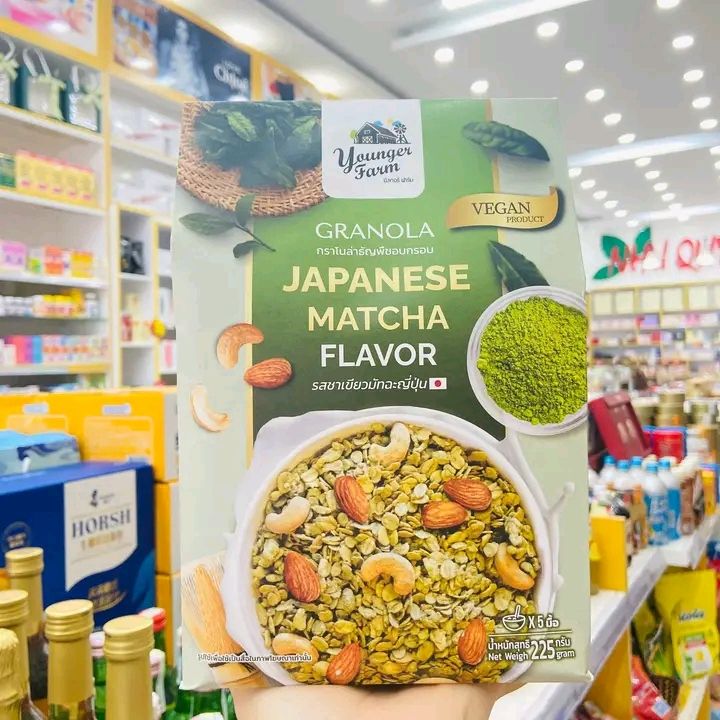 Younger
Farm
ยังเกอร์ ฟาร์ม
VEGAN
PRODUCT
GRANOLA
กราโนล่าธัญพืชอบกรอบ
JAPANESE
MATCHA
FLAVOR
รสชาเขียวมัทฉะญี่ปุ่น
X 5 มื้อ
น้ำหนักสุทธิ 225 กรัม
Net Weigh 225 gram
HORSH